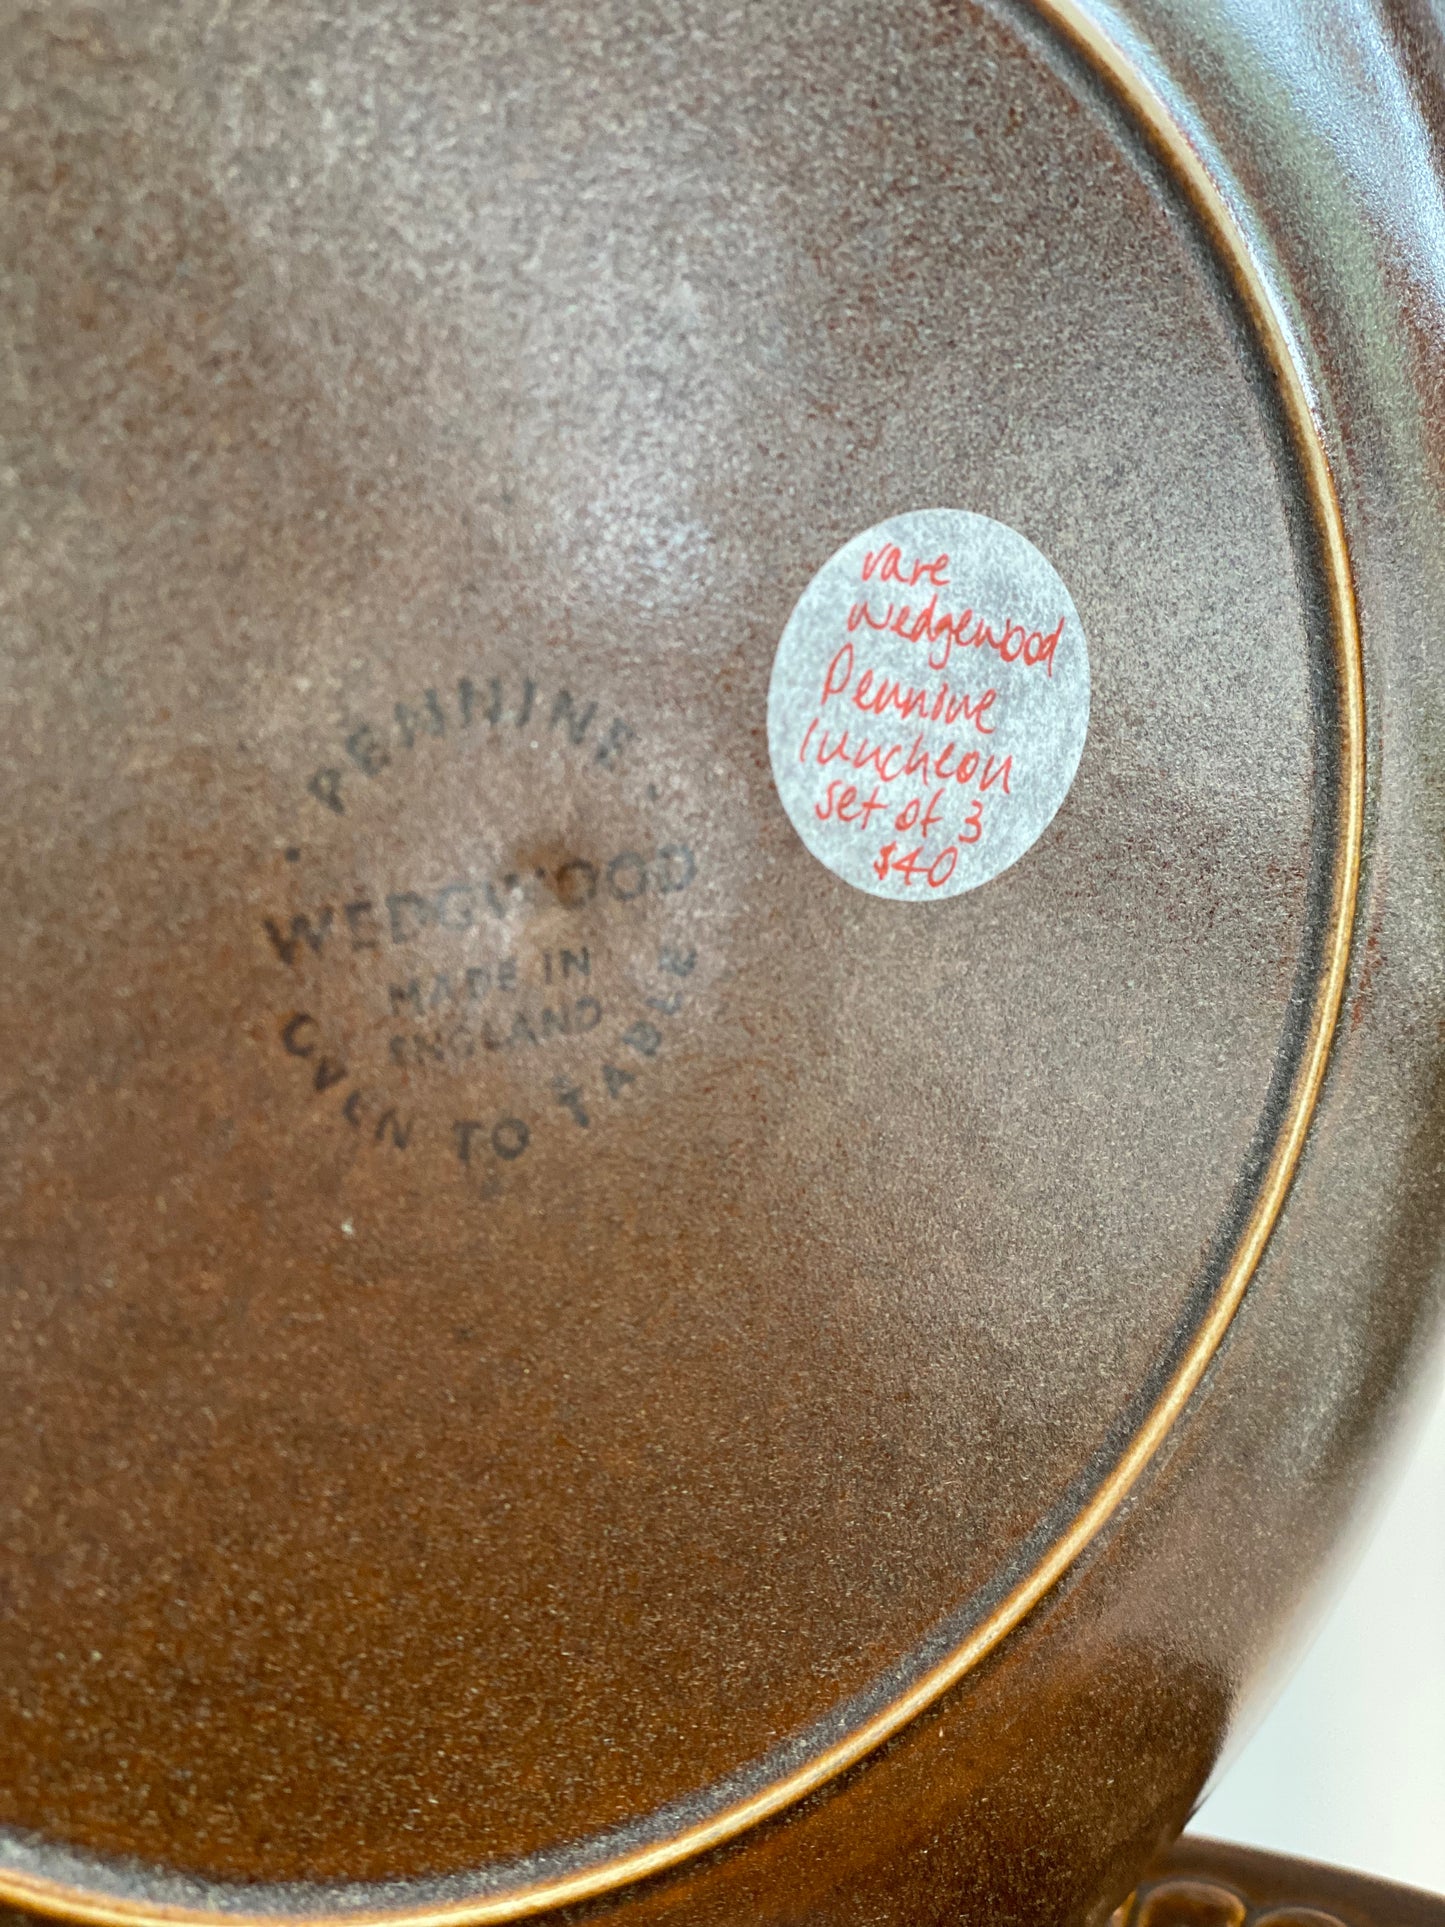 PENNINE
WEDGWOOD
MADE IN
ENGLAND
OVEN TO TABLE
rare
wedgewood
Pennine
luncheon
set of 3
$40